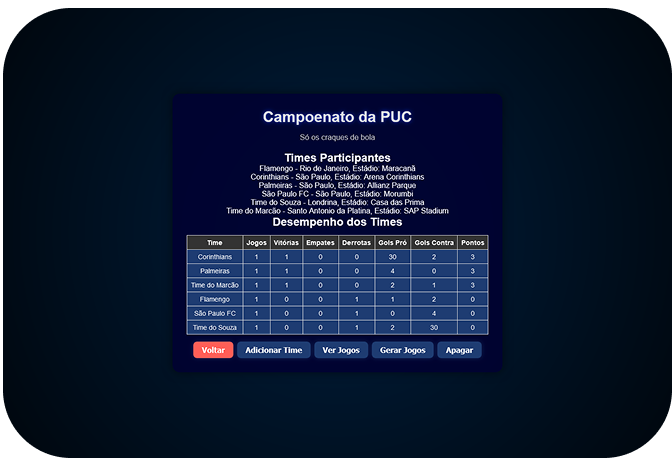 Campoenato da PUC
Só os craques de bola
Times Participantes
Flamengo - Rio de Janeiro, Estádio: Maracanã
Corinthians - São Paulo, Estádio: Arena Corinthians
Palmeiras - São Paulo, Estádio: Allianz Parque
São Paulo FC - São Paulo, Estádio: Morumbi
Time do Souza - Londrina, Estádio: Casa das Prima
Time do Marcão - Santo Antonio da Platina, Estádio: SAP Stadium
Desempenho dos Times
Time Jogos Vitórias Empates Derrotas Gols Pró Gols Contra Pontos
Corinthians 1 1 0 0 30 2 3
Palmeiras 1 1 0 0 4 0 3
Time do Marcão 1 1 0 0 2 1 3
Flamengo 1 0 0 1 1 2 0
São Paulo FC 1 0 0 1 0 4 0
Time do Souza 1 0 0 1 2 30 0
Voltar Adicionar Time Ver Jogos Gerar Jogos Apagar